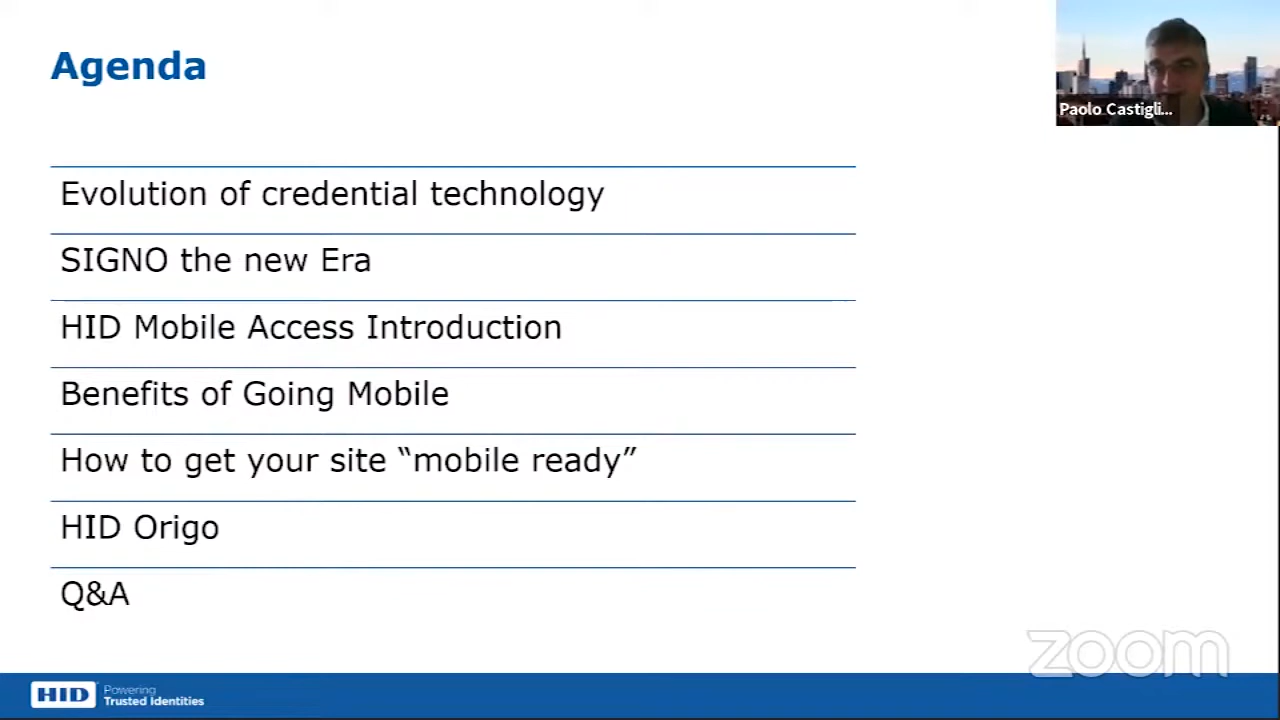 Agenda
Paolo Castigli...
Evolution of credential technology
SIGNO the new Era
HID Mobile Access Introduction
Benefits of Going Mobile
How to get your site “mobile ready”
HID Origo
Q&A
zoom
HID
Powering
Trusted Identities